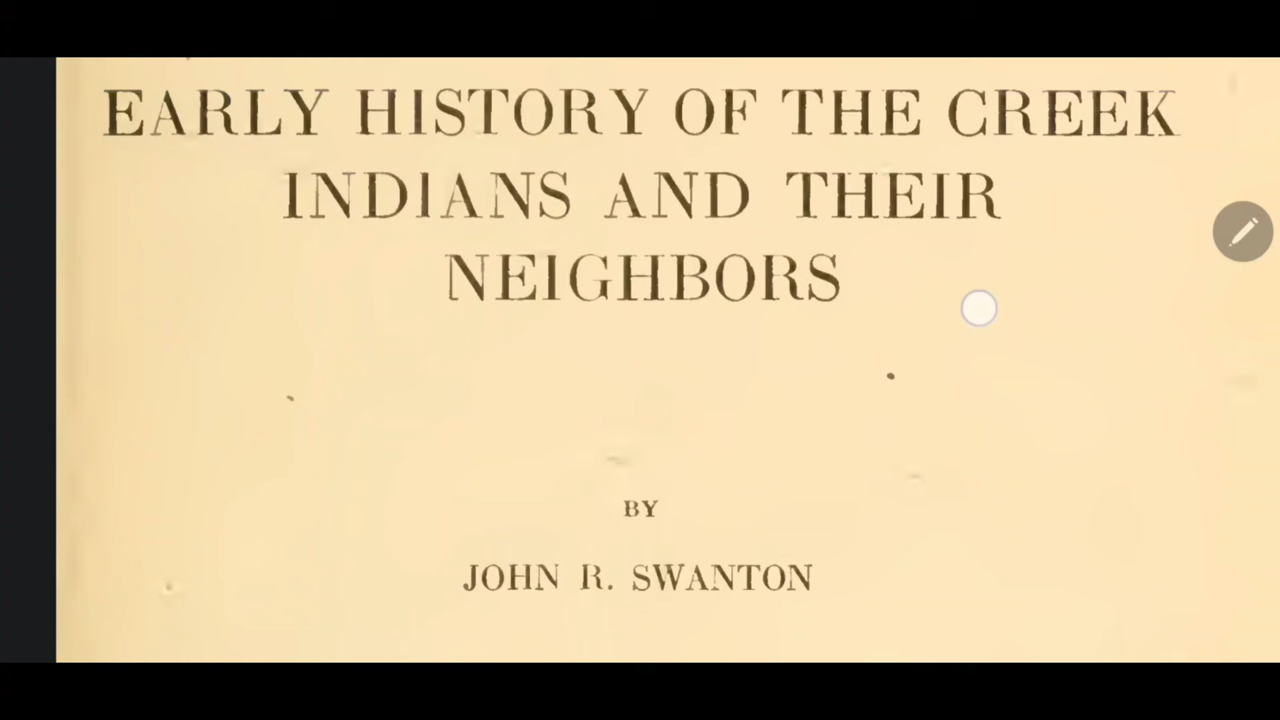 EARLY HISTORY OF THE CREEK
INDIANS AND THEIR
NEIGHBORS
BY
JOHN R. SWANTON